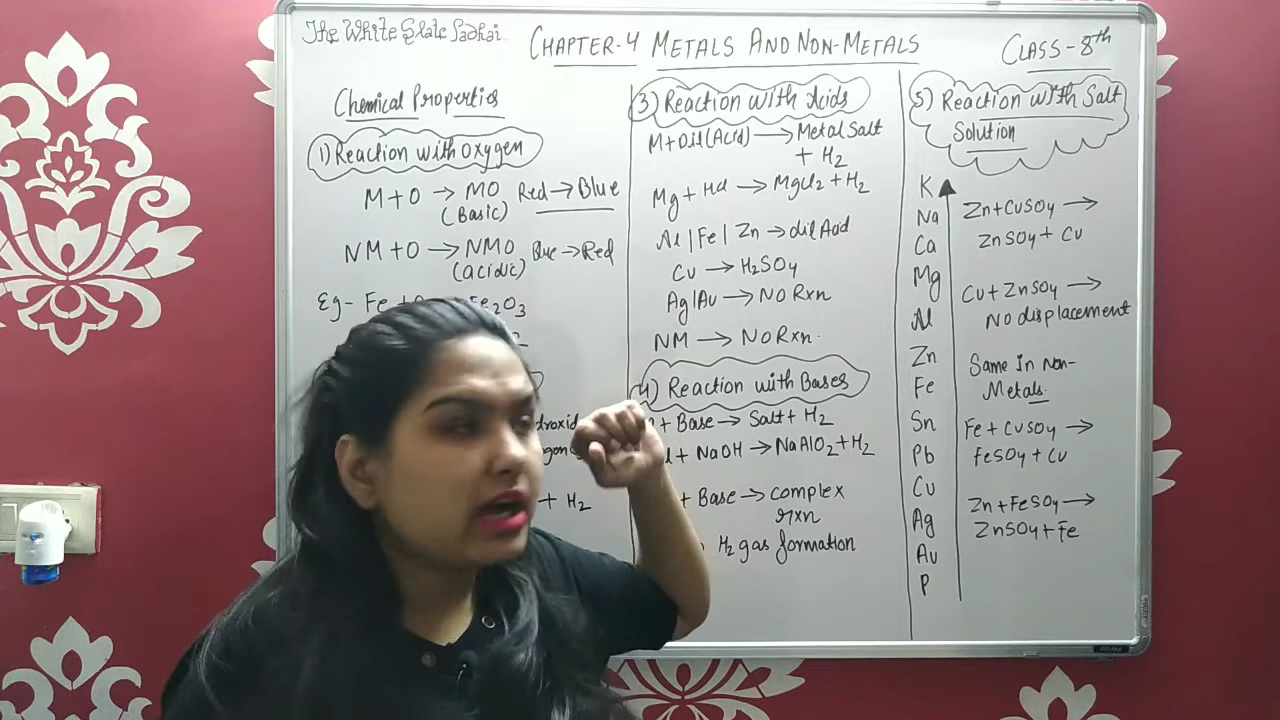 The White Slate Padhai...
CHAPTER-4 METALS AND NON-METALS
CLASS-8th
Chemical Properties
1) Reaction with Oxygen
M+O → MO Red → Blue
(Basic)
NM+O → NMO Blue → Red
(acidic)
Eg- Fe + Fe2O3
droxid
+ H2
3) Reaction with Acids
M+Dil(Acid) → Metal Salt
+ H2
Mg + Hcl → Mgcl2 + H2
Al | Fe | Zn → dil Acid
Cu → H2SO4
Ag|Au → NO Rxn
NM → NO Rxn.
4) Reaction with Bases
+ Base → Salt + H2
+ NaOH → NaAlO2 + H2
+ Base → complex
rxn
H2 gas formation
5) Reaction with Salt
Solution
K
Na
Ca
Mg
Al
Zn
Fe
Sn
Pb
Cu
Ag
Au
P
Zn+CuSO4 →
ZnSO4 + Cu
Cu + ZnSO4 →
No displacement
Same In Non-
Metals.
Fe + CuSO4 →
FeSO4 + Cu
Zn + FeSO4 →
ZnSO4 + Fe